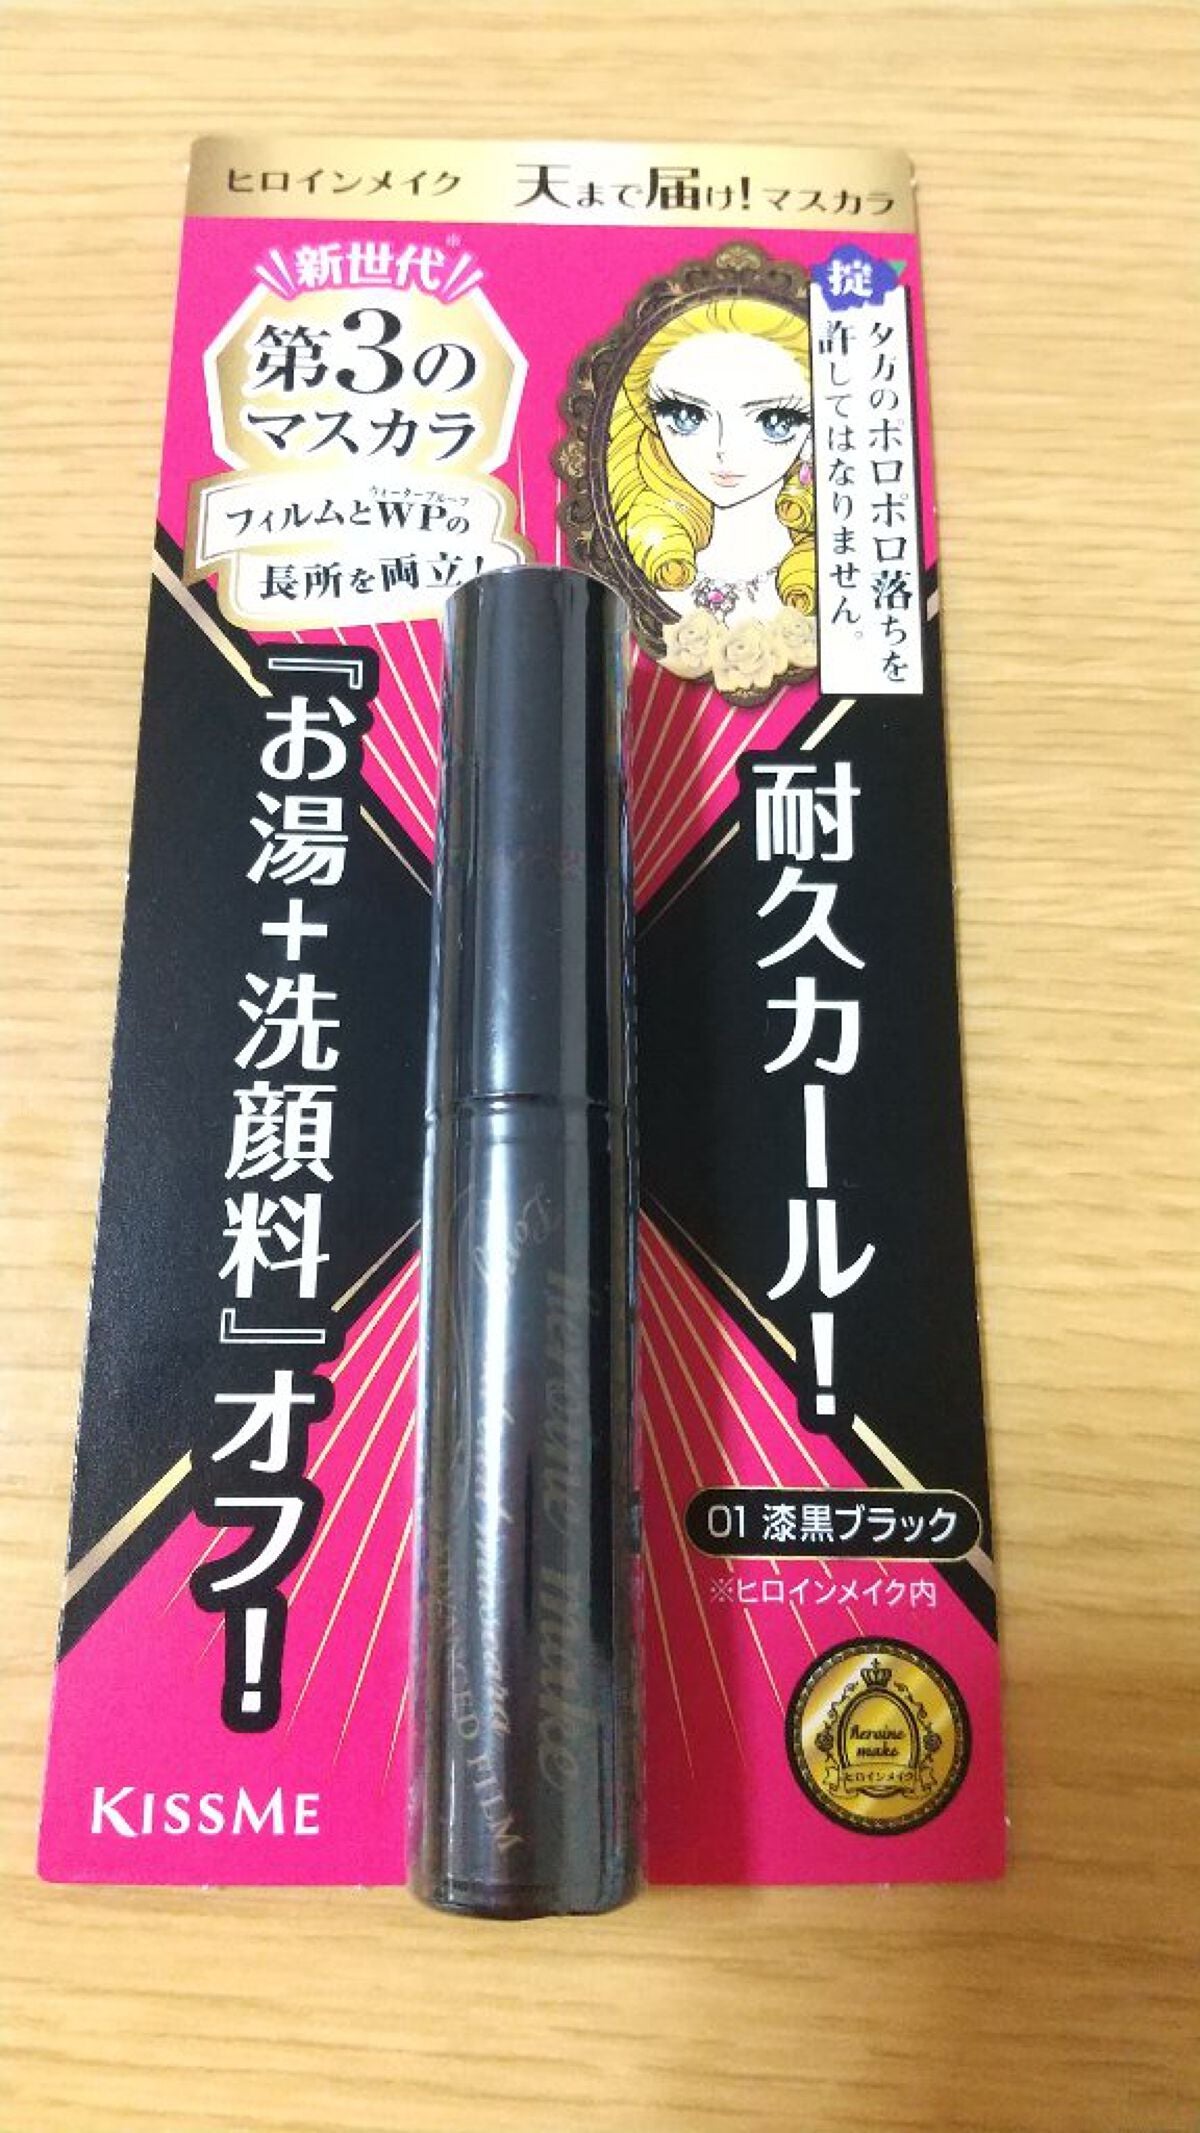 ヒロインメイク 天まで届け!マスカラ
新世代※
第3の
マスカラ
ウォータープルーフ
フィルムとWPの
長所を両立!
掟
夕方のポロポロ落ちを
許してはなりません。
『お湯+洗顔料』オフ!
耐久カール!
heroine make
Long
ADVANCED FILM
01 漆黒ブラック
※ヒロインメイク内
heroine
make
ヒロインメイク
KISSME